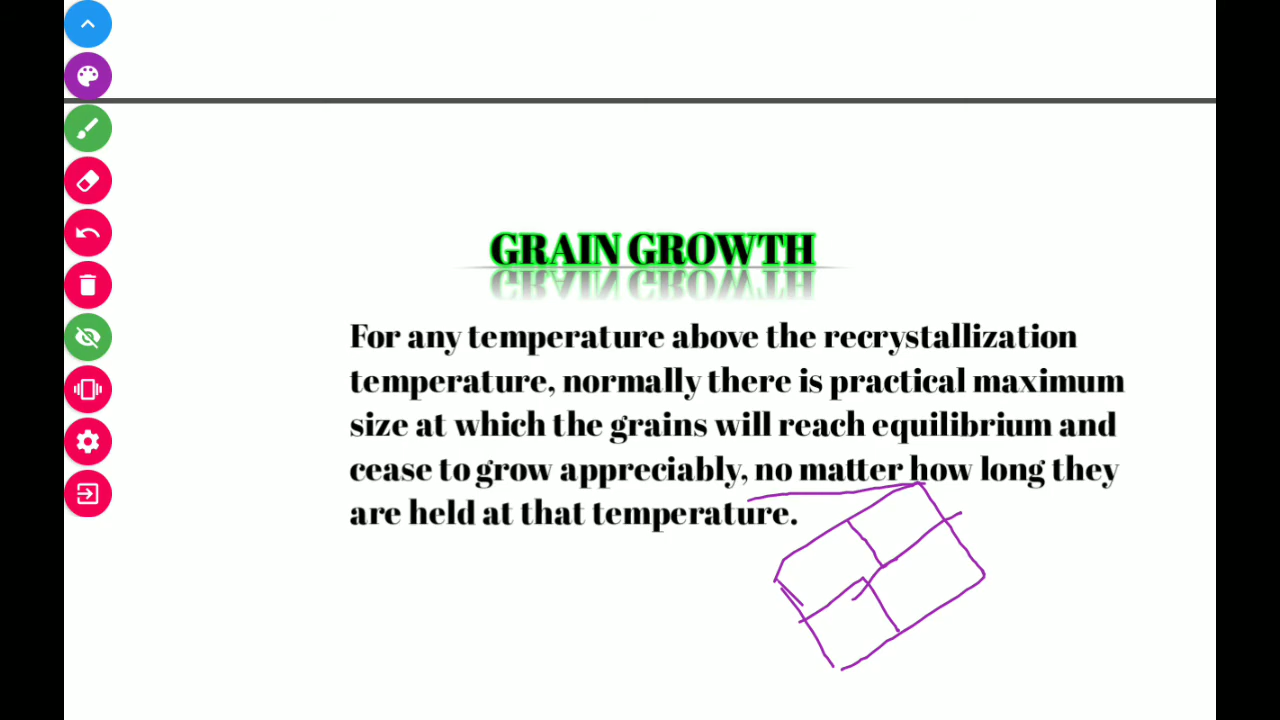 GRAIN GROWTH
For any temperature above the recrystallization
temperature, normally there is practical maximum
size at which the grains will reach equilibrium and
cease to grow appreciably, no matter how long they
are held at that temperature.